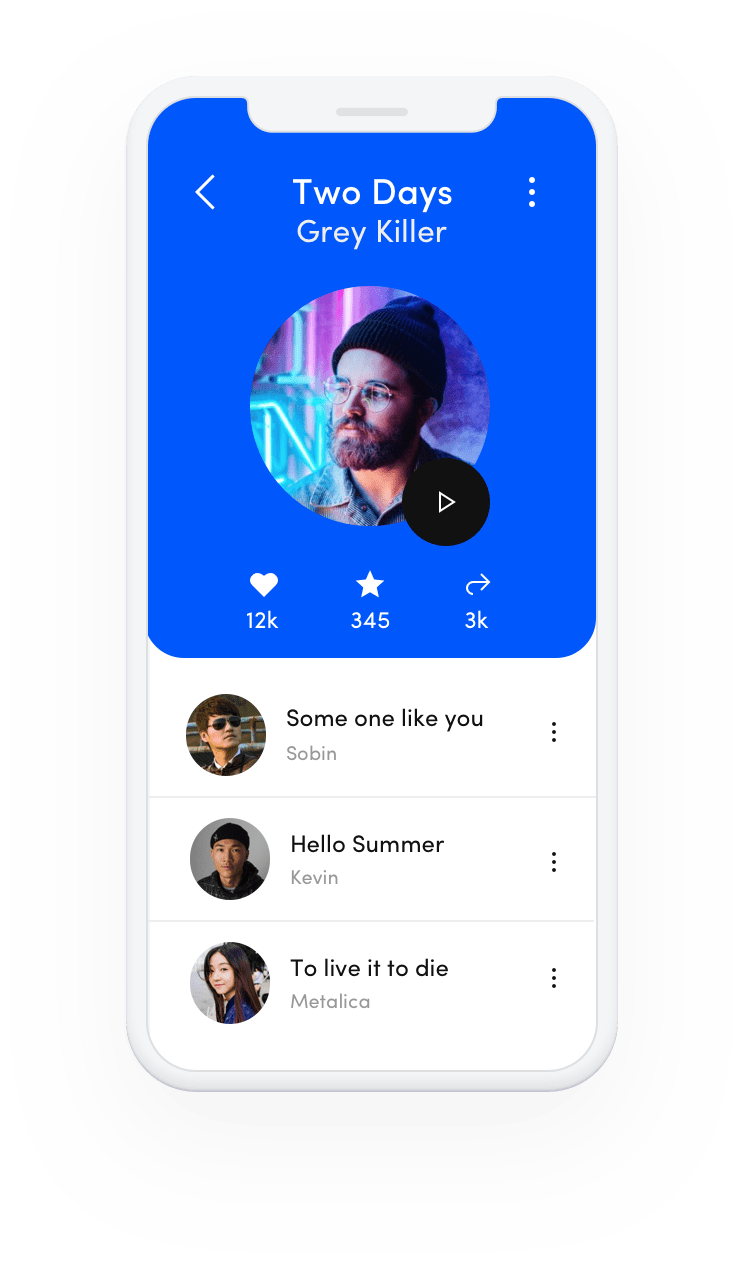 Two Days
Grey Killer
12k 345 3k
Some one like you
Sobin
Hello Summer
Kevin
To live it to die
Metalica